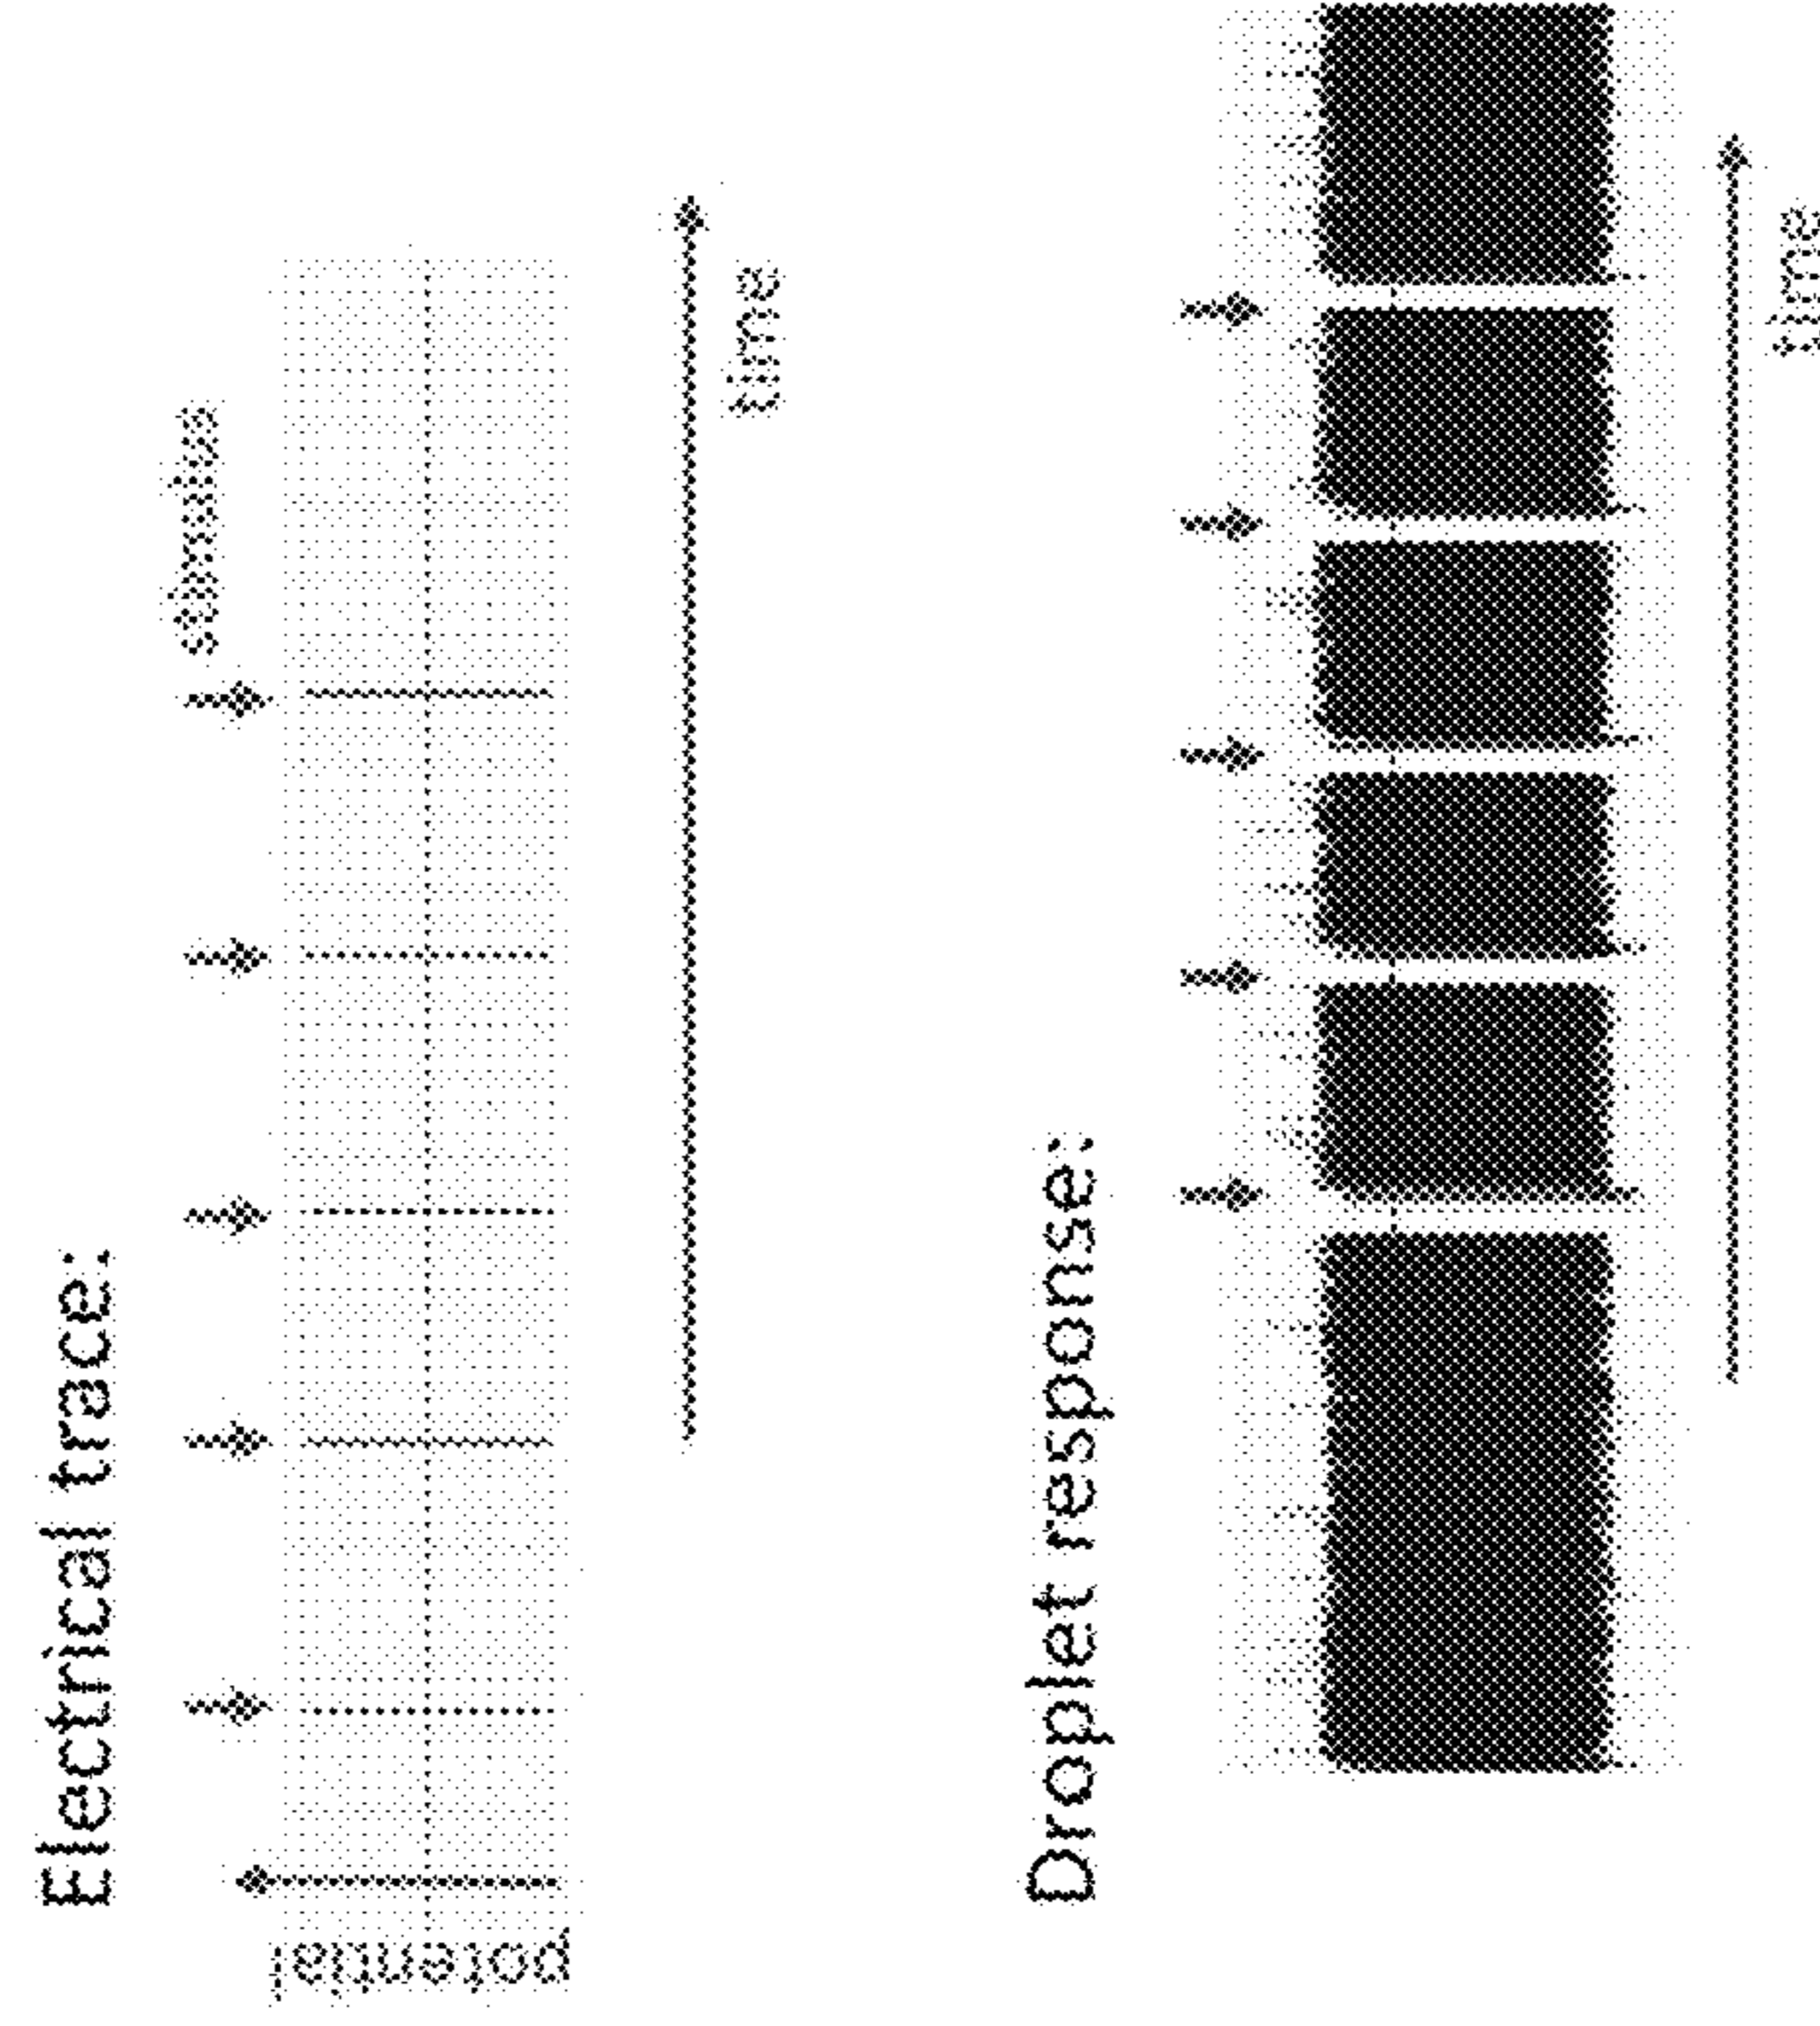 Electrical trace:
stimulus
potential
time
Droplet response:
time